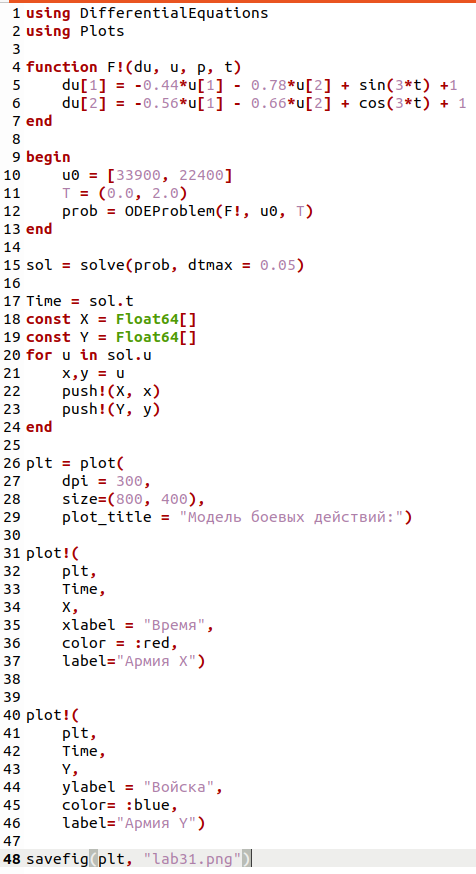 1 using DifferentialEquations
2 using Plots
3
4 function F!(du, u, p, t)
5     du[1] = -0.44*u[1] - 0.78*u[2] + sin(3*t) +1
6     du[2] = -0.56*u[1] - 0.66*u[2] + cos(3*t) + 1
7 end
8
9 begin
10     u0 = [33900, 22400]
11     T = (0.0, 2.0)
12     prob = ODEProblem(F!, u0, T)
13 end
14
15 sol = solve(prob, dtmax = 0.05)
16
17 Time = sol.t
18 const X = Float64[]
19 const Y = Float64[]
20 for u in sol.u
21     x,y = u
22     push!(X, x)
23     push!(Y, y)
24 end
25
26 plt = plot(
27     dpi = 300,
28     size=(800, 400),
29     plot_title = "Модель боевых действий:")
30
31 plot!(
32     plt,
33     Time,
34     X,
35     xlabel = "Время",
36     color = :red,
37     label="Армия X")
38
39
40 plot!(
41     plt,
42     Time,
43     Y,
44     ylabel = "Войска",
45     color= :blue,
46     label="Армия Y")
47
48 savefig(plt, "lab31.png")